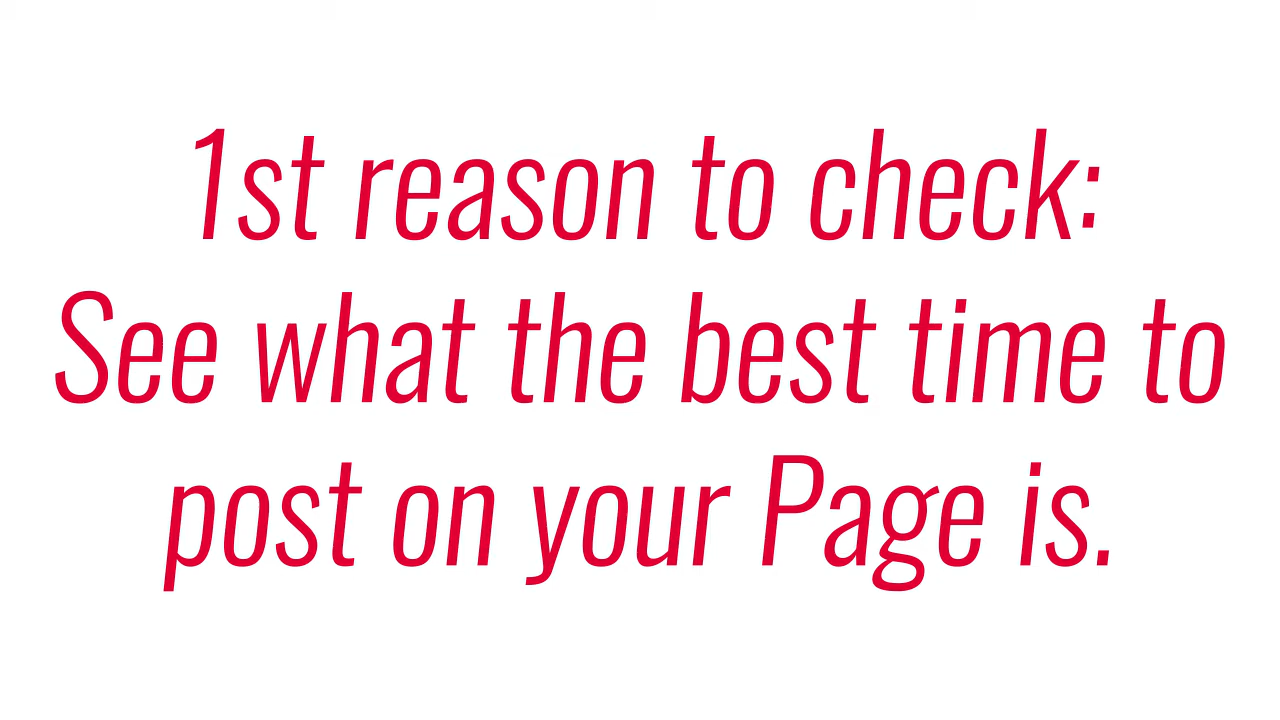 1st reason to check:
See what the best time to
post on your Page is.